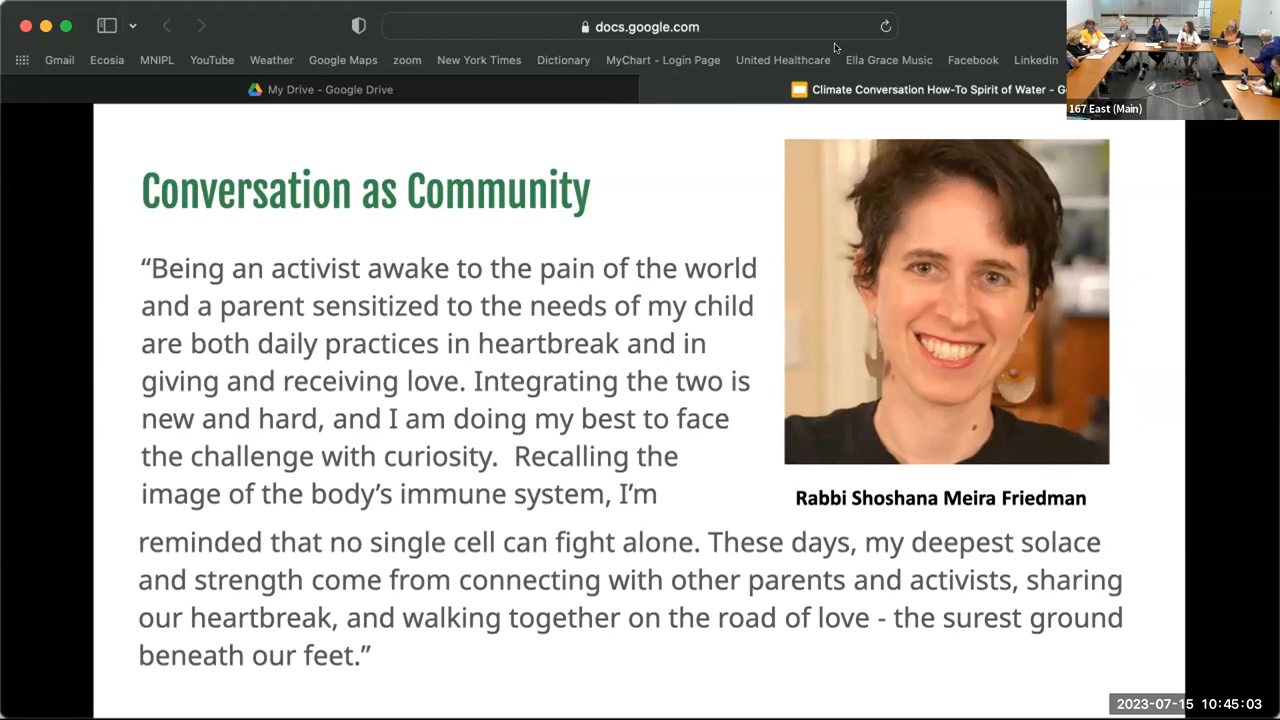 docs.google.com
Gmail Ecosia MNIPL YouTube Weather Google Maps zoom New York Times Dictionary MyChart - Login Page United Healthcare Ella Grace Music Facebook LinkedIn
My Drive – Google Drive
Climate Conversation How-To Spirit of Water - G
167 East (Main)
Conversation as Community
“Being an activist awake to the pain of the world
and a parent sensitized to the needs of my child
are both daily practices in heartbreak and in
giving and receiving love. Integrating the two is
new and hard, and I am doing my best to face
the challenge with curiosity.  Recalling the
image of the body’s immune system, I’m
Rabbi Shoshana Meira Friedman
reminded that no single cell can fight alone. These days, my deepest solace
and strength come from connecting with other parents and activists, sharing
our heartbreak, and walking together on the road of love - the surest ground
beneath our feet.”
2023-07-15 10:45:03